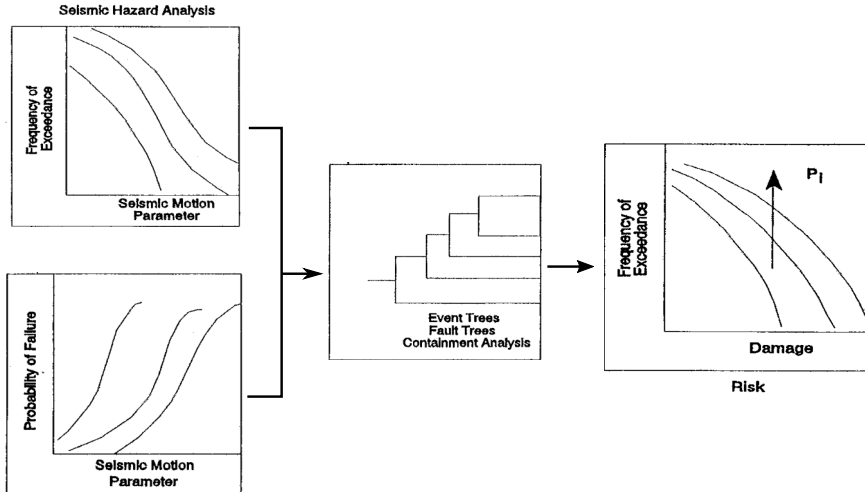 Seismic Hazard Analysis
Frequency of
Exceedance
Seismic Motion
Parameter
Probability of Failure
Seismic Motion
Parameter
Event Trees
Fault Trees
Containment Analysis
Frequency of
Exceedance
Pi
Damage
Risk